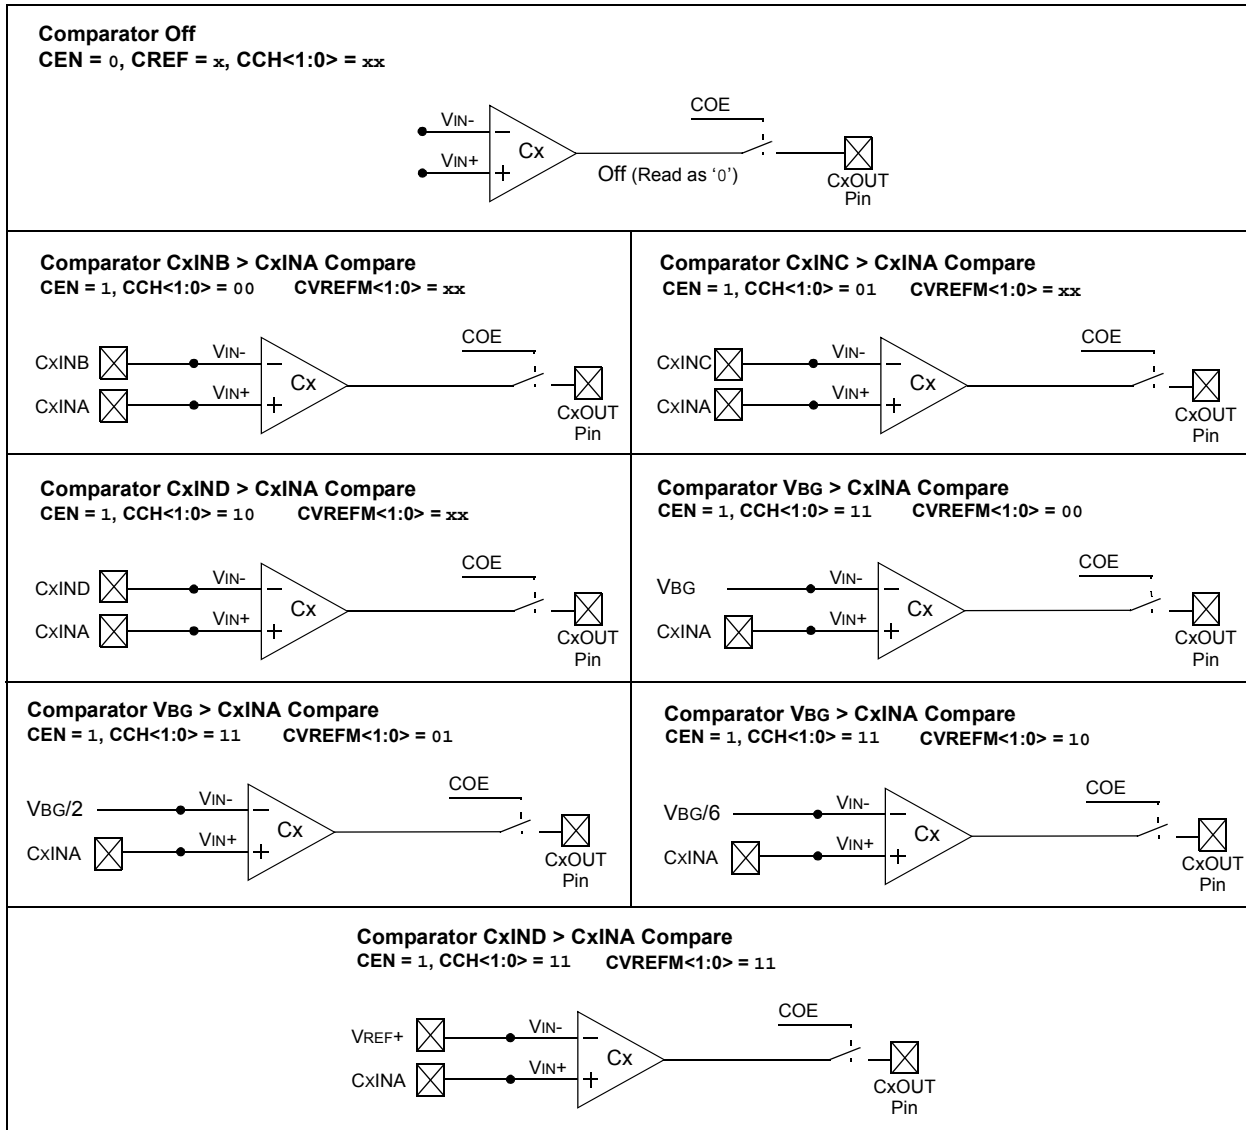 Comparator Off
CEN = 0, CREF = x, CCH<1:0> = xx
COE
VIN-
VIN+
Cx
Off (Read as ‘0’)
CxOUT
Pin
Comparator CxINB > CxINA Compare
CEN = 1, CCH<1:0> = 00 CVREFM<1:0> = xx
COE
CxINB
VIN-
Cx
CxINA
VIN+
CxOUT
Pin
Comparator CxINC > CxINA Compare
CEN = 1, CCH<1:0> = 01 CVREFM<1:0> = xx
COE
CxINC
VIN-
Cx
CxINA
VIN+
CxOUT
Pin
Comparator CxIND > CxINA Compare
CEN = 1, CCH<1:0> = 10 CVREFM<1:0> = xx
COE
CxIND
VIN-
Cx
CxINA
VIN+
CxOUT
Pin
Comparator VBG > CxINA Compare
CEN = 1, CCH<1:0> = 11 CVREFM<1:0> = 00
COE
VBG
VIN-
Cx
CxINA
VIN+
CxOUT
Pin
Comparator VBG > CxINA Compare
CEN = 1, CCH<1:0> = 11 CVREFM<1:0> = 01
COE
VBG/2
VIN-
Cx
CxINA
VIN+
CxOUT
Pin
Comparator VBG > CxINA Compare
CEN = 1, CCH<1:0> = 11 CVREFM<1:0> = 10
COE
VBG/6
VIN-
Cx
CxINA
VIN+
CxOUT
Pin
Comparator CxIND > CxINA Compare
CEN = 1, CCH<1:0> = 11 CVREFM<1:0> = 11
COE
VREF+
VIN-
Cx
CxINA
VIN+
CxOUT
Pin